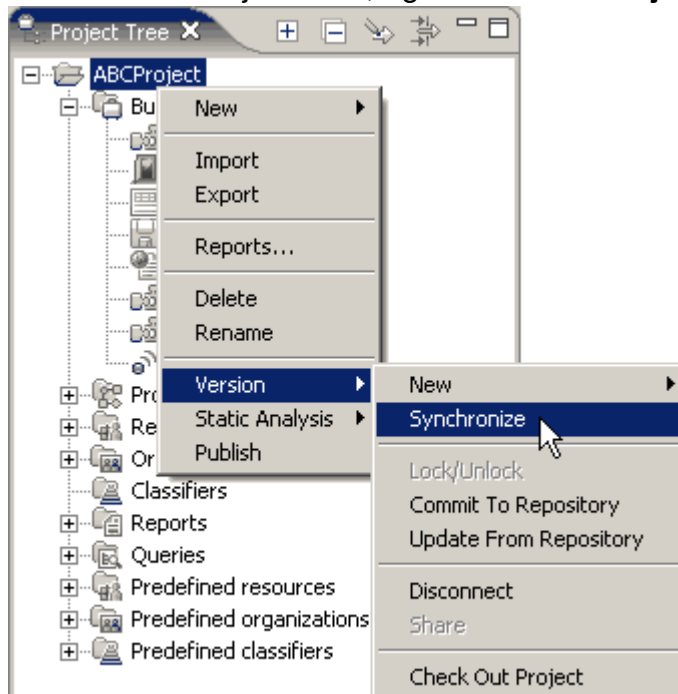 Project Tree
ABCProject
Bu
New
Import
Export
Reports...
Delete
Rename
Version
Static Analysis
Publish
New
Synchronize
Lock/Unlock
Commit To Repository
Update From Repository
Disconnect
Share
Check Out Project
Pro
Re
Or
Classifiers
Reports
Queries
Predefined resources
Predefined organizations
Predefined classifiers